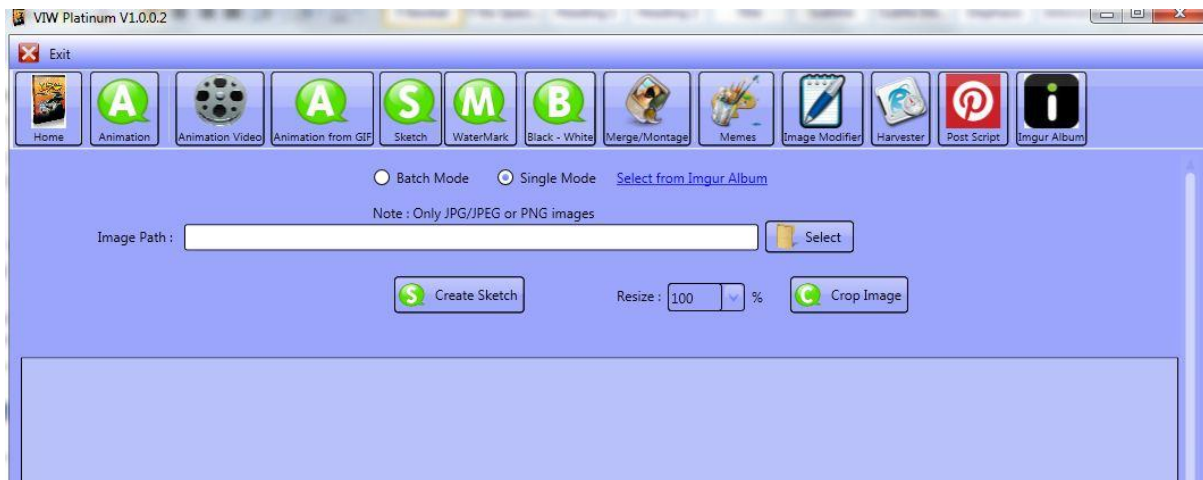 VIW Platinum V1.0.0.2
Exit
Home Animation Animation Video Animation from GIF Sketch WaterMark Black - White Merge/Montage Memes Image Modifier Harvester Post Script Imgur Album
Batch Mode Single Mode Select from Imgur Album
Note : Only JPG/JPEG or PNG images
Image Path : Select
S Create Sketch Resize : 100 % C Crop Image